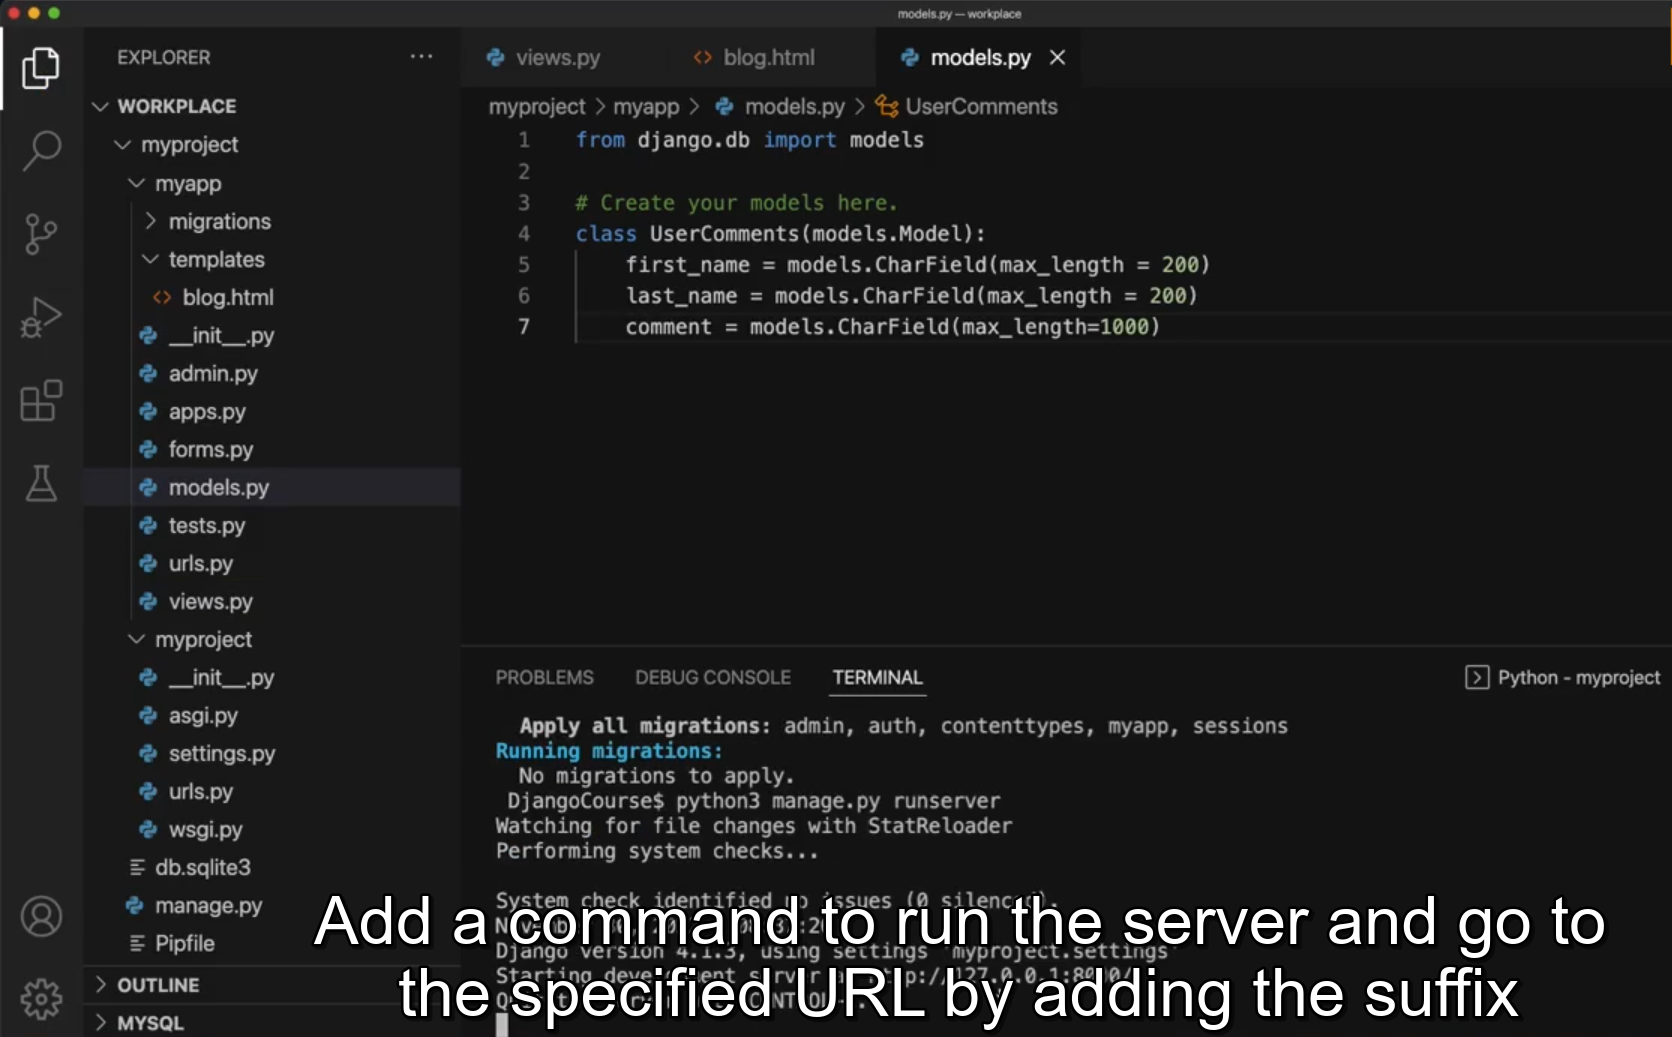 models.py — workplace
EXPLORER
WORKPLACE
myproject
myapp
migrations
templates
blog.html
__init__.py
admin.py
apps.py
forms.py
models.py
tests.py
urls.py
views.py
myproject
__init__.py
asgi.py
settings.py
urls.py
wsgi.py
db.sqlite3
manage.py
Pipfile
OUTLINE
MYSQL
views.py blog.html models.py
myproject > myapp > models.py > UserComments
1 from django.db import models
2
3 # Create your models here.
4 class UserComments(models.Model):
5 first_name = models.CharField(max_length = 200)
6 last_name = models.CharField(max_length = 200)
7 comment = models.CharField(max_length=1000)
PROBLEMS DEBUG CONSOLE TERMINAL Python - myproject
Apply all migrations: admin, auth, contenttypes, myapp, sessions
Running migrations:
No migrations to apply.
DjangoCourse$ python3 manage.py runserver
Watching for file changes with StatReloader
Performing system checks...
System check identified no issues (0 silenced).
Django version 4.1.3, using settings 'myproject.settings'
Starting development server at http://127.0.0.1:8000/
Add a command to run the server and go to
the specified URL by adding the suffix